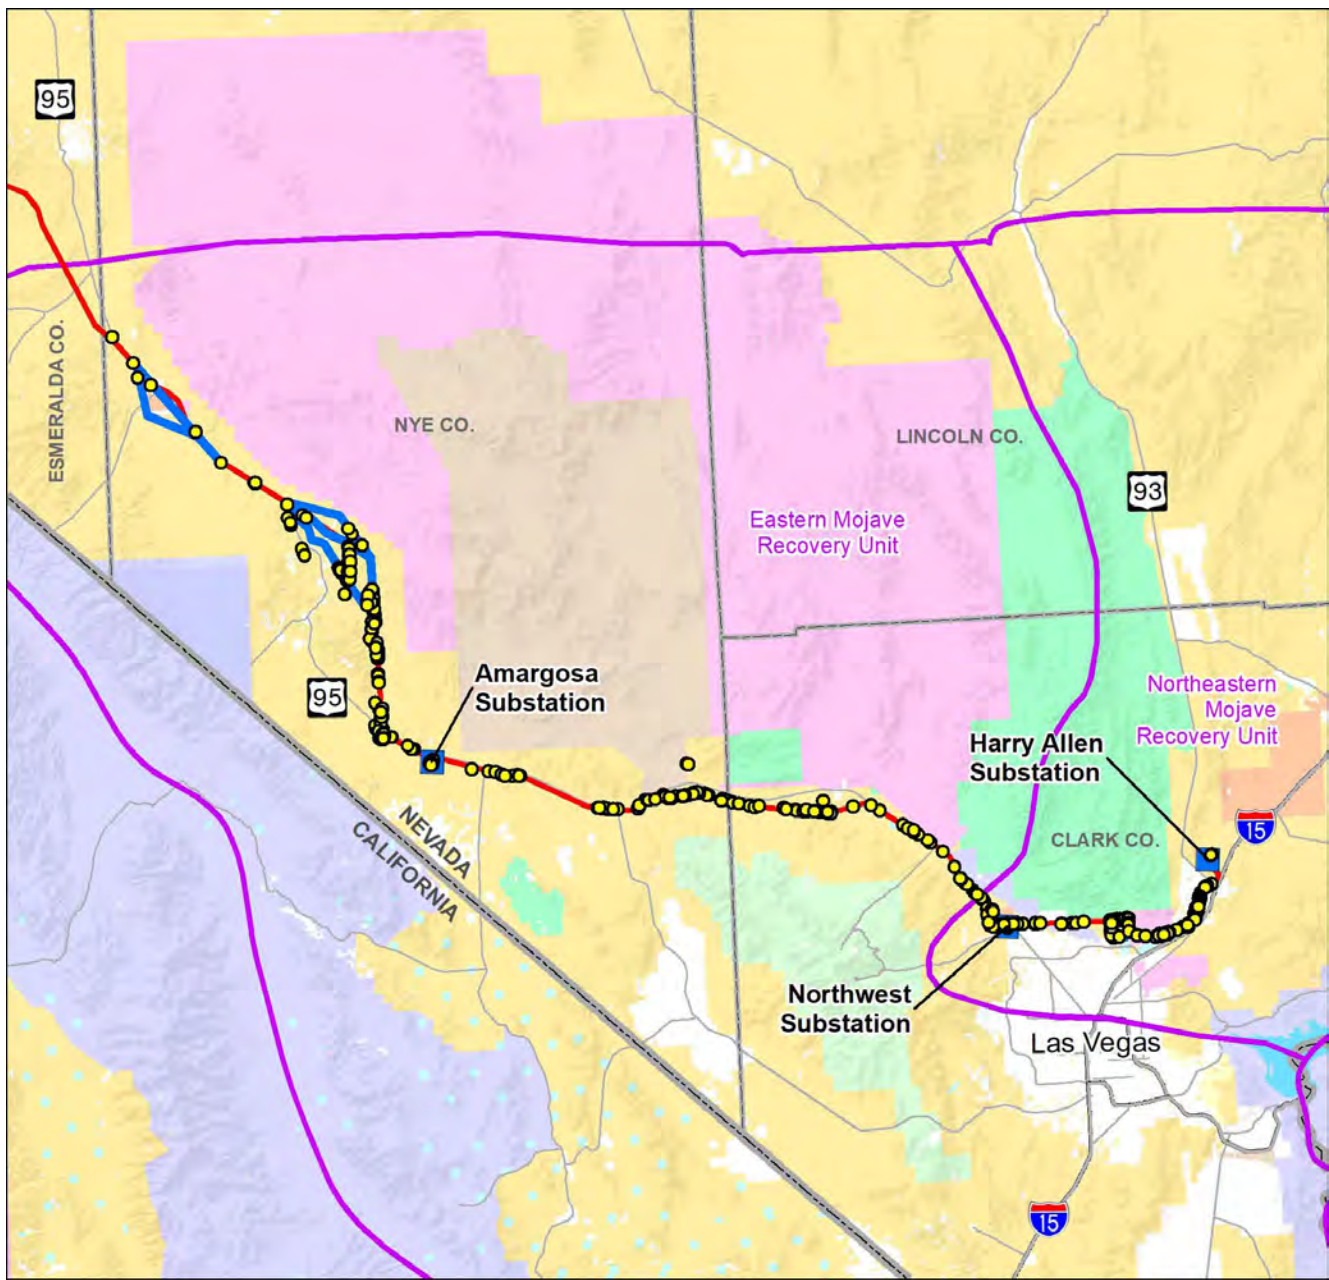 95
ESMERALDA CO.
NYE CO.
LINCOLN CO.
93
Eastern Mojave
Recovery Unit
Amargosa
Substation
95
Northeastern
Mojave
Recovery Unit
Harry Allen
Substation
NEVADA
CALIFORNIA
CLARK CO.
15
Northwest
Substation
Las Vegas
15